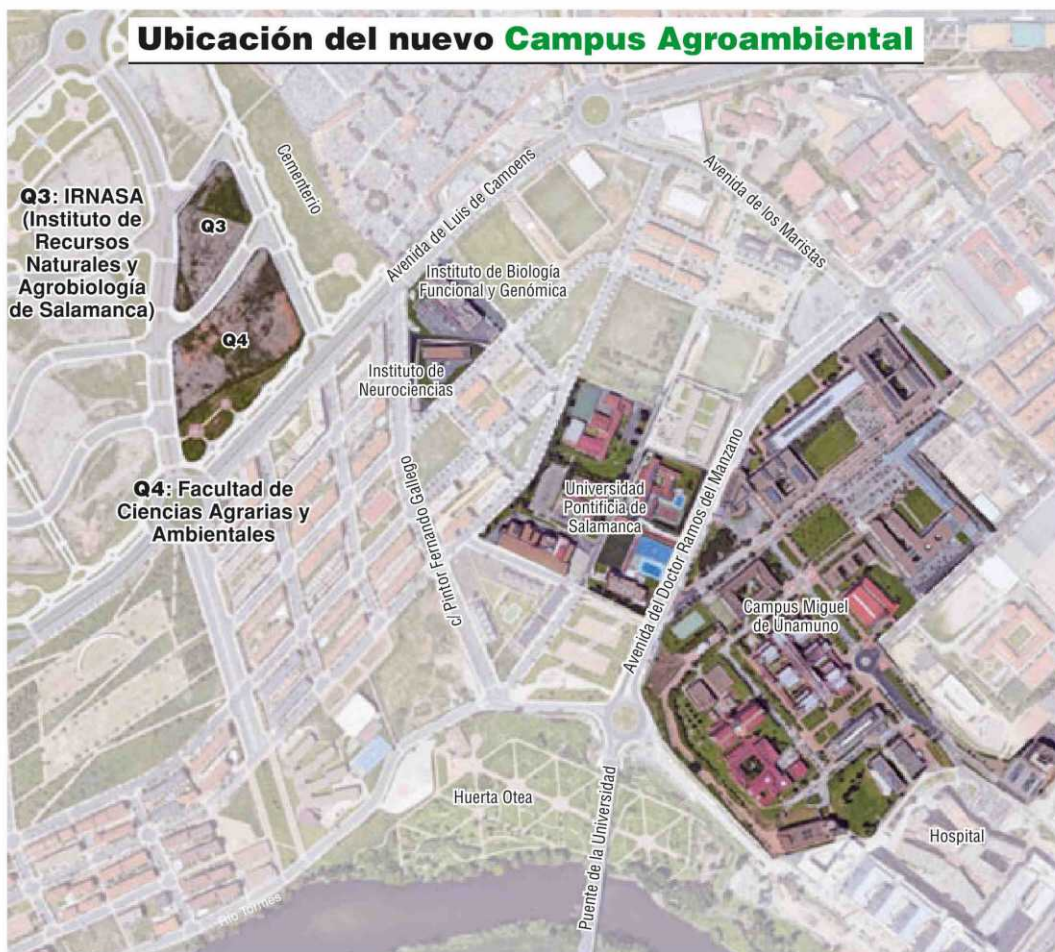 Ubicación del nuevo Campus Agroambiental
Cementerio
Avenida de Luis de Camoens
Avenida de los Maristas
Q3: IRNASA
(Instituto de
Recursos
Naturales y
Agrobiología
de Salamanca)
Q3
Q4
Instituto de Biología
Funcional y Genómica
Instituto de
Neurociencias
Q4: Facultad de
Ciencias Agrarias y
Ambientales
c/ Pintor Fernando Gallego
Universidad
Pontificia de
Salamanca
Avenida del Doctor Ramos del Manzano
Campus Miguel
de Unamuno
Huerta Otea
Puente de la Universidad
Hospital
Río Tormes